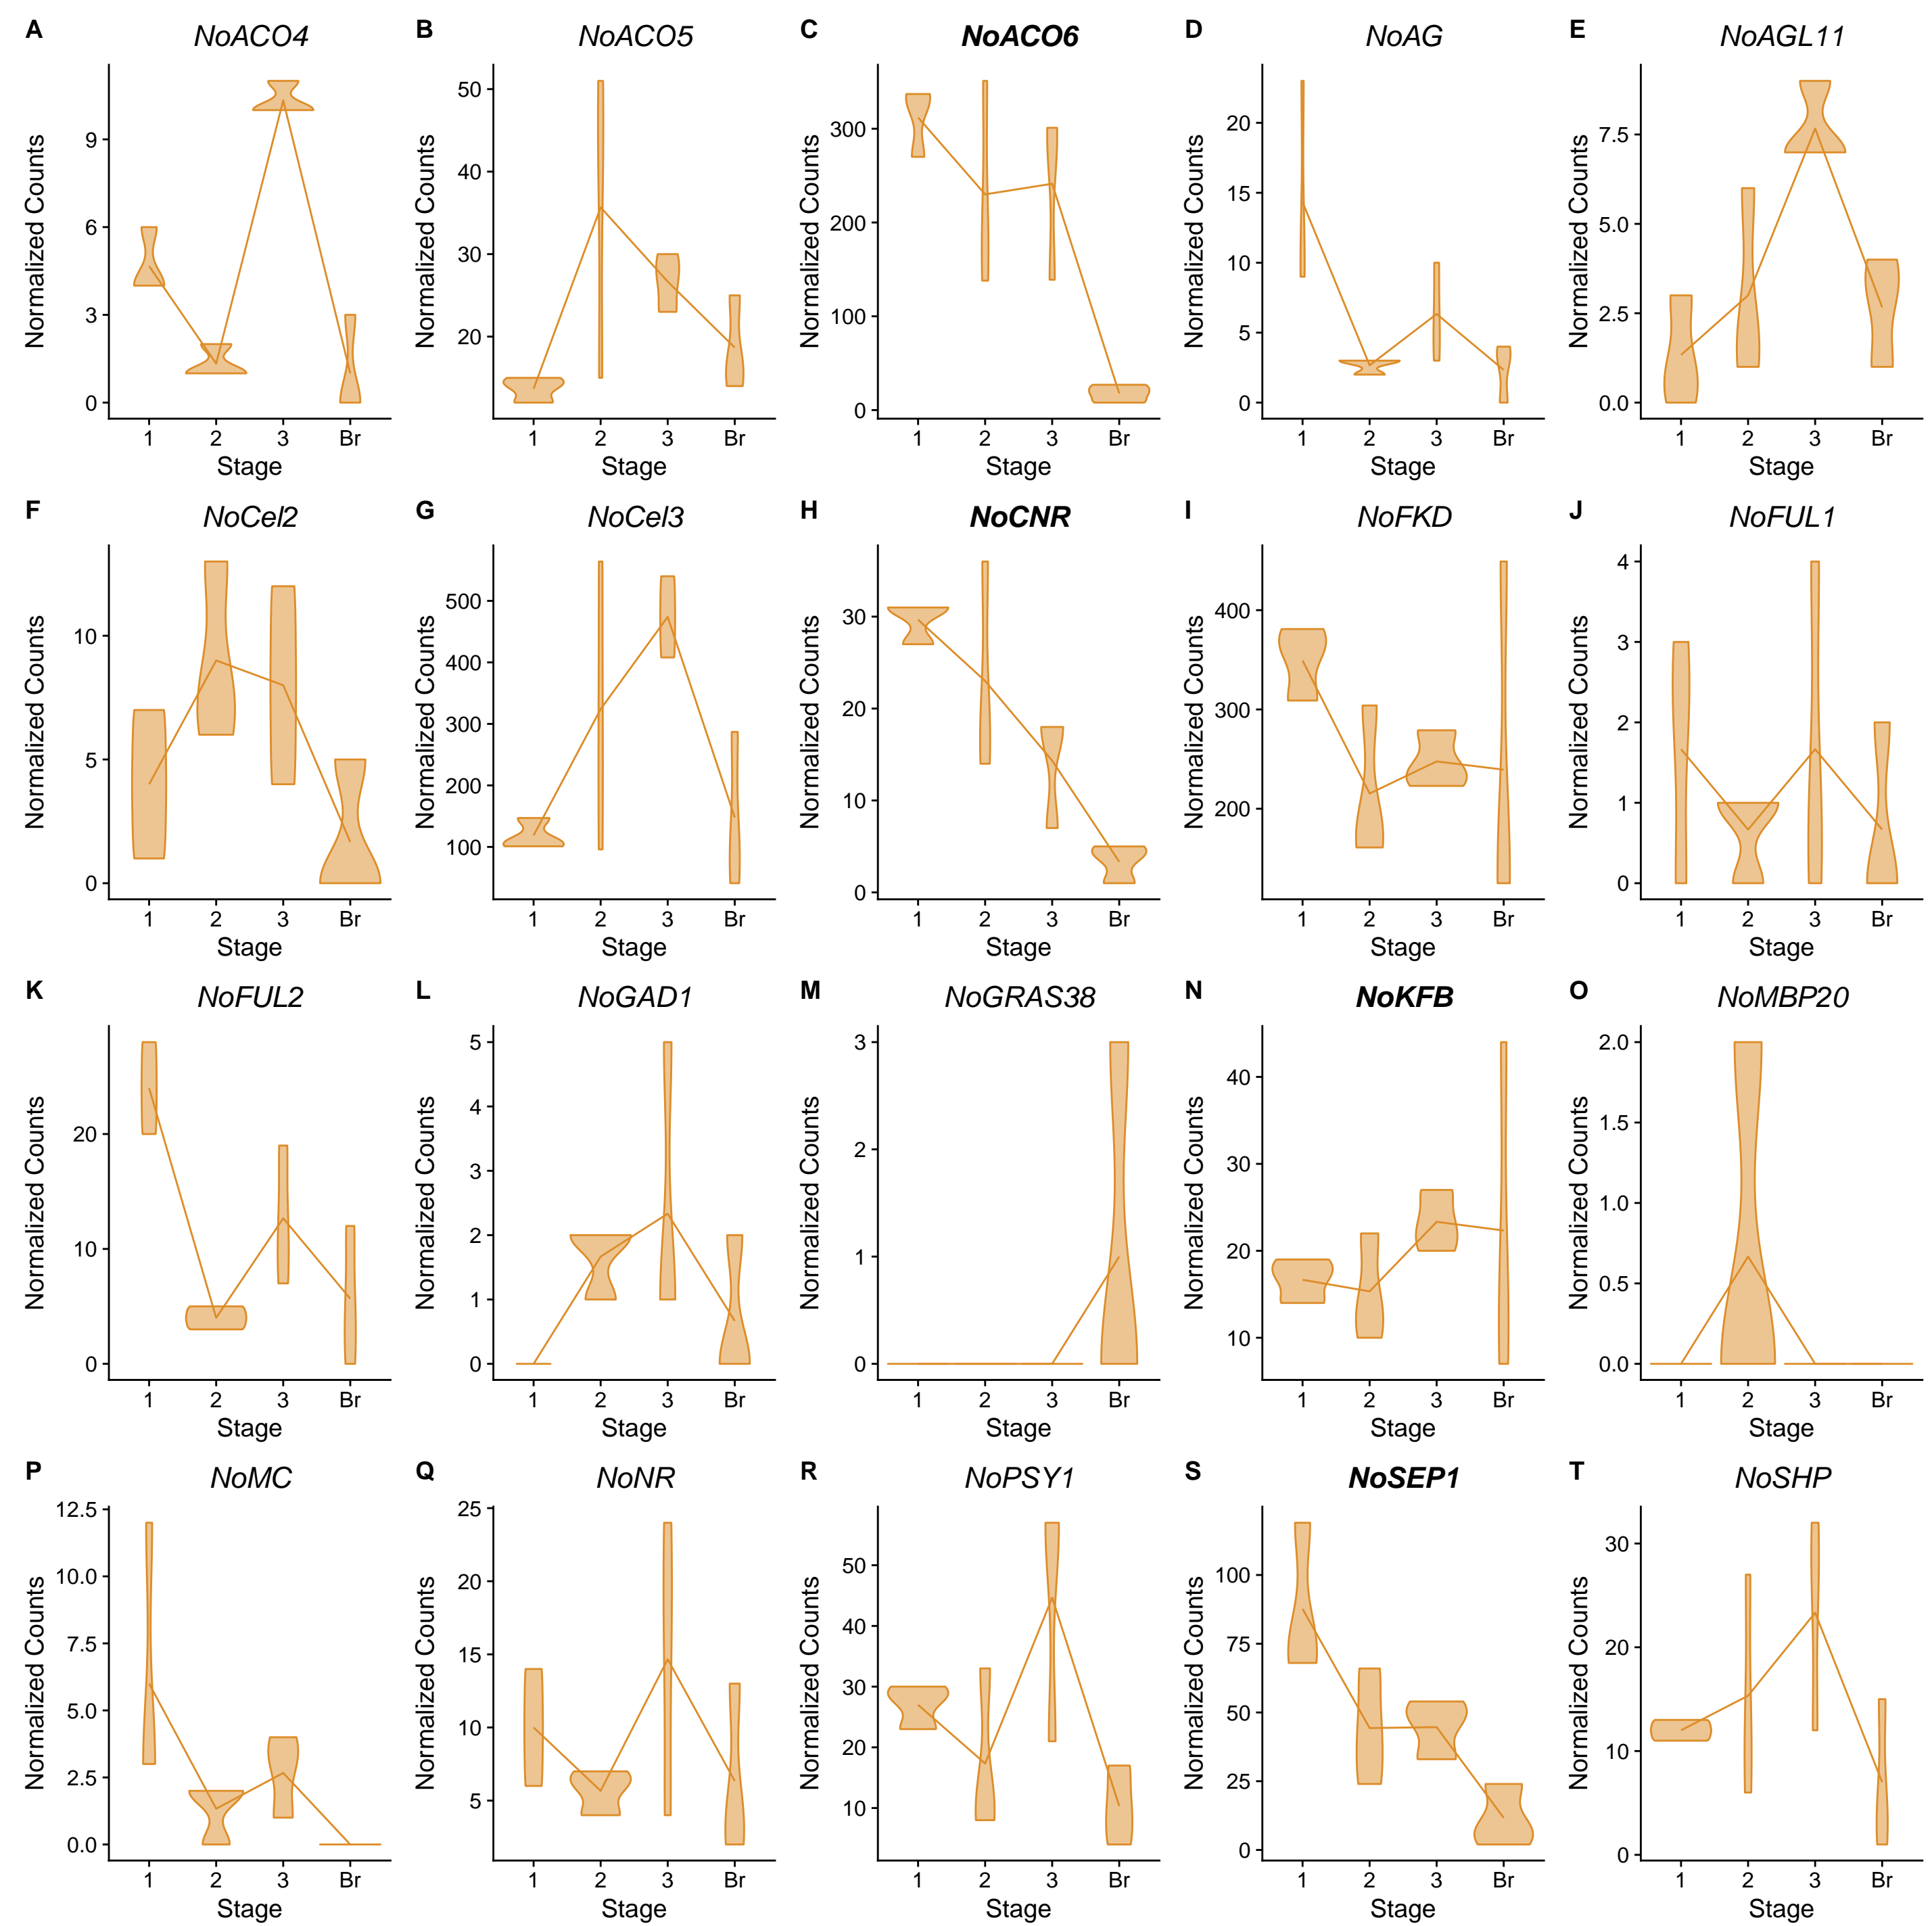 A NoACO4 B NoACO5 C NoACO6 D NoAG E NoAGL11
Normalized Counts
9
6
3
0
1 2 3 Br
Stage
Normalized Counts
50
40
30
20
1 2 3 Br
Stage
Normalized Counts
300
200
100
0
1 2 3 Br
Stage
Normalized Counts
20
15
10
5
0
1 2 3 Br
Stage
Normalized Counts
7.5
5.0
2.5
0.0
1 2 3 Br
Stage
F NoCel2 G NoCel3 H NoCNR I NoFKD J NoFUL1
Normalized Counts
10
5
0
1 2 3 Br
Stage
Normalized Counts
500
400
300
200
100
1 2 3 Br
Stage
Normalized Counts
30
20
10
0
1 2 3 Br
Stage
Normalized Counts
400
300
200
1 2 3 Br
Stage
Normalized Counts
4
3
2
1
0
1 2 3 Br
Stage
K NoFUL2 L NoGAD1 M NoGRAS38 N NoKFB O NoMBP20
Normalized Counts
20
10
0
1 2 3 Br
Stage
Normalized Counts
5
4
3
2
1
0
1 2 3 Br
Stage
Normalized Counts
3
2
1
0
1 2 3 Br
Stage
Normalized Counts
40
30
20
10
1 2 3 Br
Stage
Normalized Counts
2.0
1.5
1.0
0.5
0.0
1 2 3 Br
Stage
P NoMC Q NoNR R NoPSY1 S NoSEP1 T NoSHP
Normalized Counts
12.5
10.0
7.5
5.0
2.5
0.0
1 2 3 Br
Stage
Normalized Counts
25
20
15
10
5
1 2 3 Br
Stage
Normalized Counts
50
40
30
20
10
1 2 3 Br
Stage
Normalized Counts
100
75
50
25
0
1 2 3 Br
Stage
Normalized Counts
30
20
10
0
1 2 3 Br
Stage